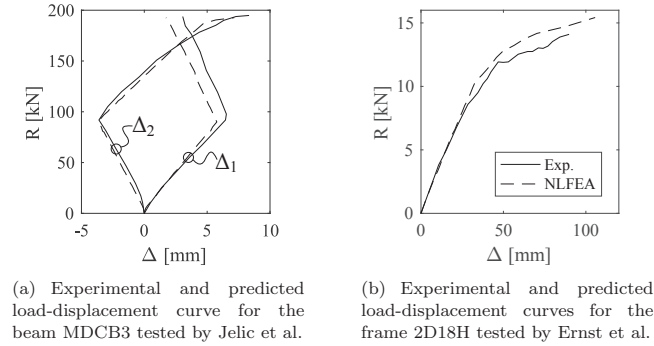 200
150
100
50
0
R [kN]
Δ₂
Δ₁
-5 0 5 10
Δ [mm]
15
10
5
0
R [kN]
Exp.
NLFEA
0 50 100
Δ [mm]
(a) Experimental and predicted
load-displacement curve for the
beam MDCB3 tested by Jelic et al.
(b) Experimental and predicted
load-displacement curves for the
frame 2D18H tested by Ernst et al.